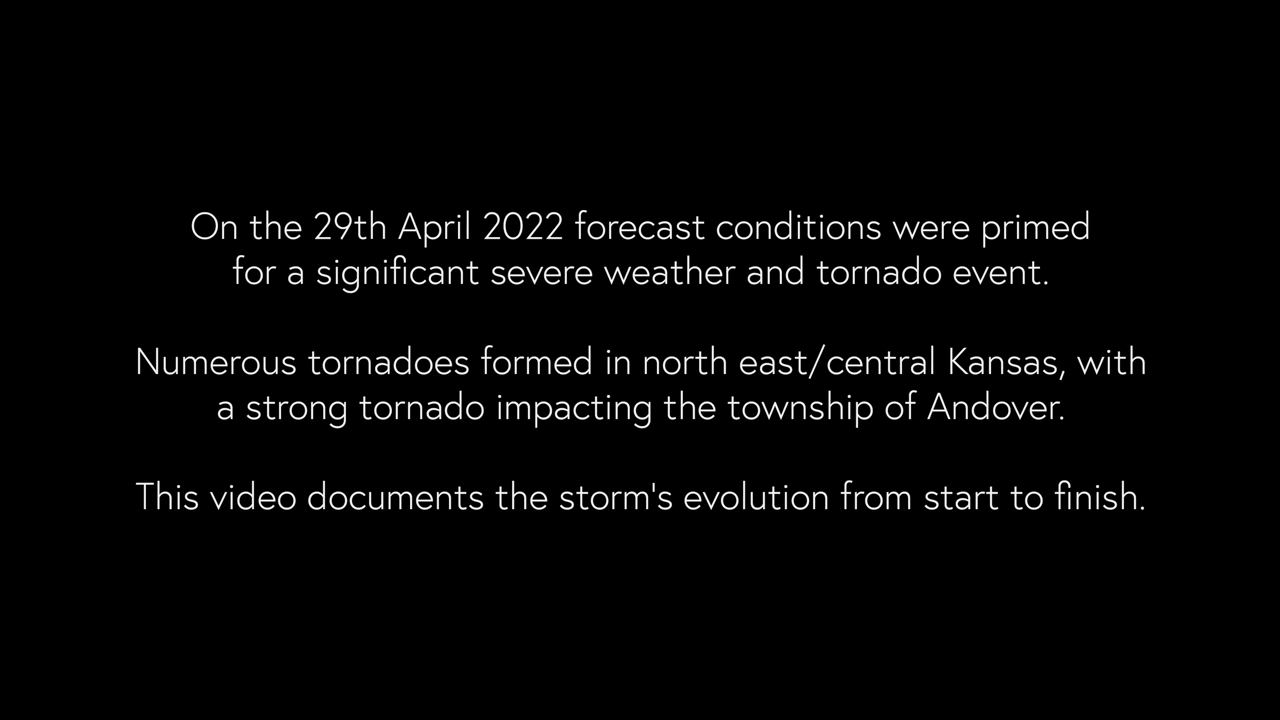 On the 29th April 2022 forecast conditions were primed
for a significant severe weather and tornado event.
Numerous tornadoes formed in north east/central Kansas, with
a strong tornado impacting the township of Andover.
This video documents the storm's evolution from start to finish.